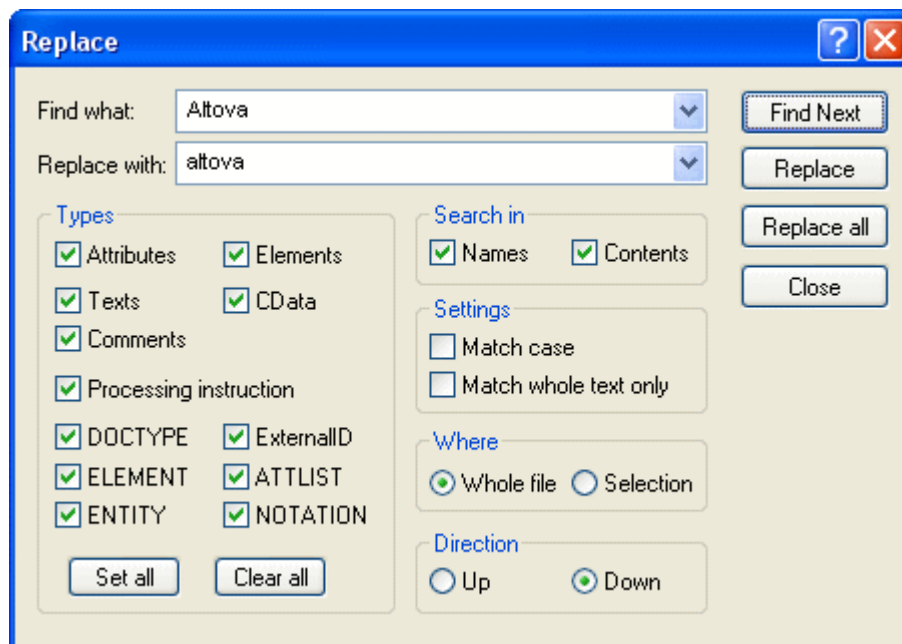 Replace
Find what: Altova
Replace with: altova
Find Next
Replace
Replace all
Close
Types
Attributes Elements
Texts CData
Comments
Processing instruction
DOCTYPE ExternalID
ELEMENT ATTLIST
ENTITY NOTATION
Set all Clear all
Search in
Names Contents
Settings
Match case
Match whole text only
Where
Whole file Selection
Direction
Up Down